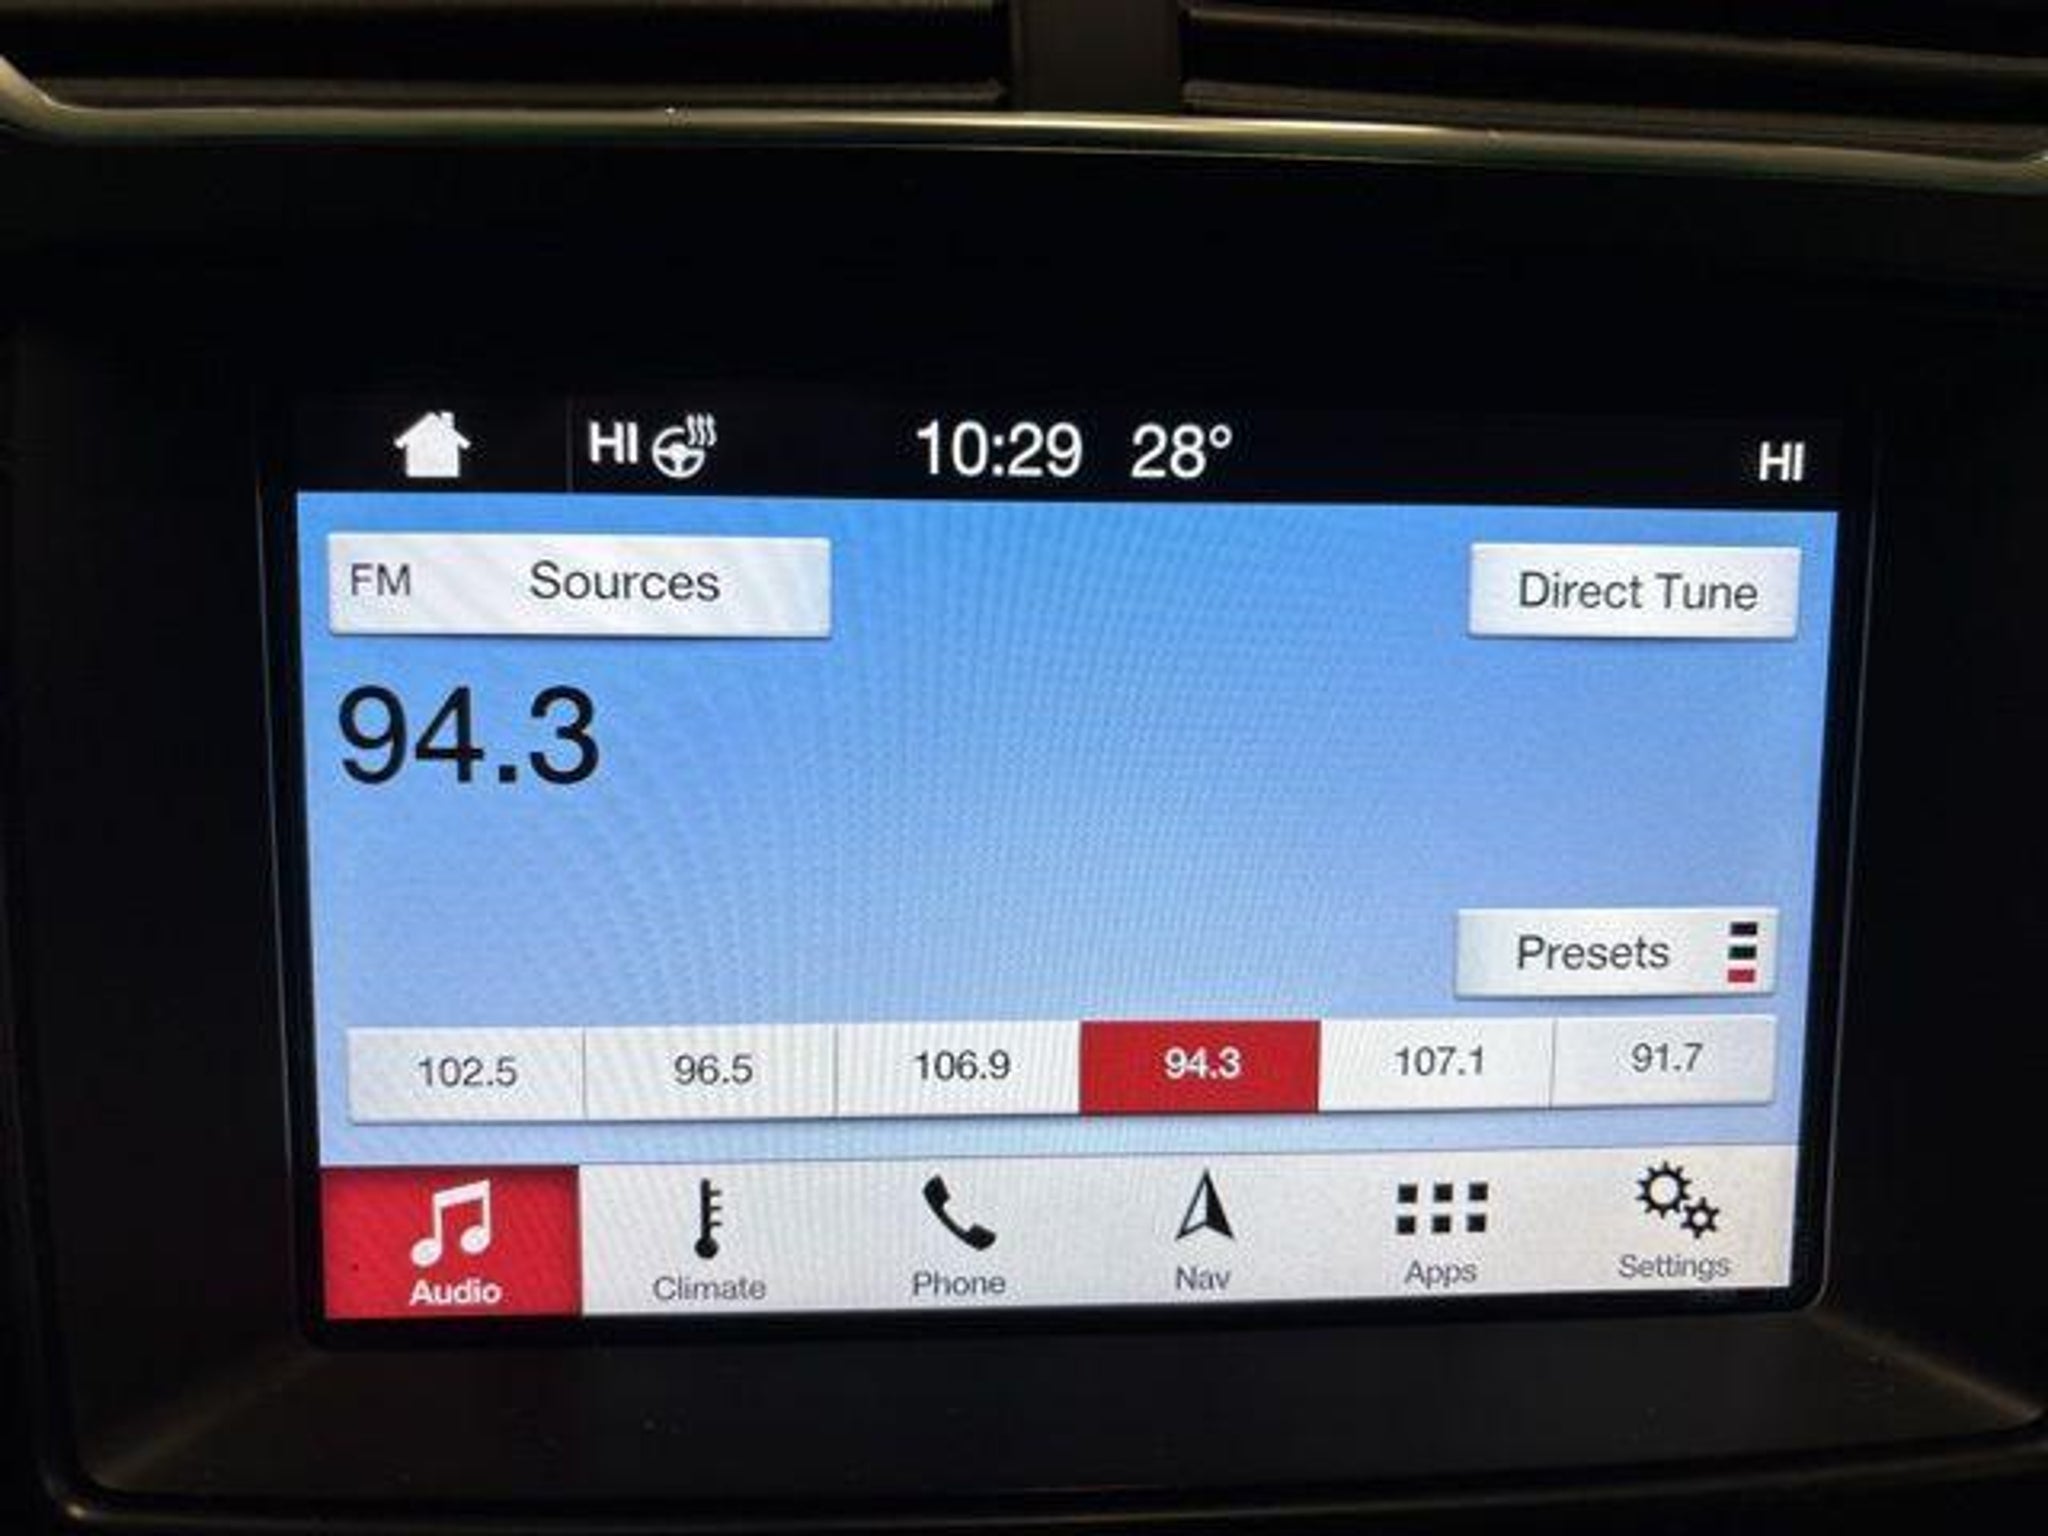 HI 10:29 28° HI
FM Sources Direct Tune
94.3
Presets
102.5 96.5 106.9 94.3 107.1 91.7
Audio Climate Phone Nav Apps Settings